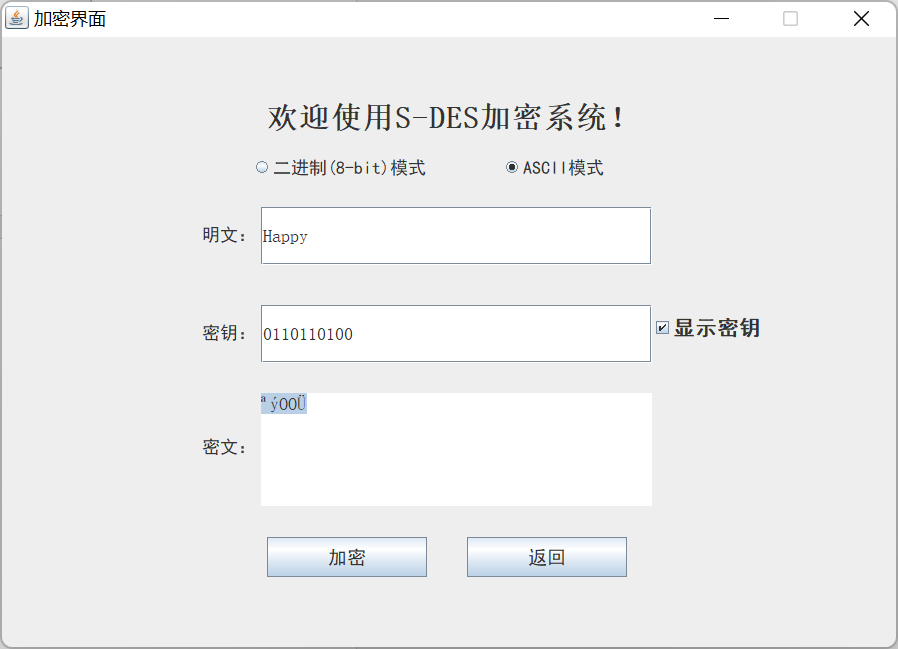 加密界面
欢迎使用S-DES加密系统！
二进制(8-bit)模式 ASCII模式
明文： Happy
密钥： 0110110100 显示密钥
密文： ªýOOÜ
加密 返回